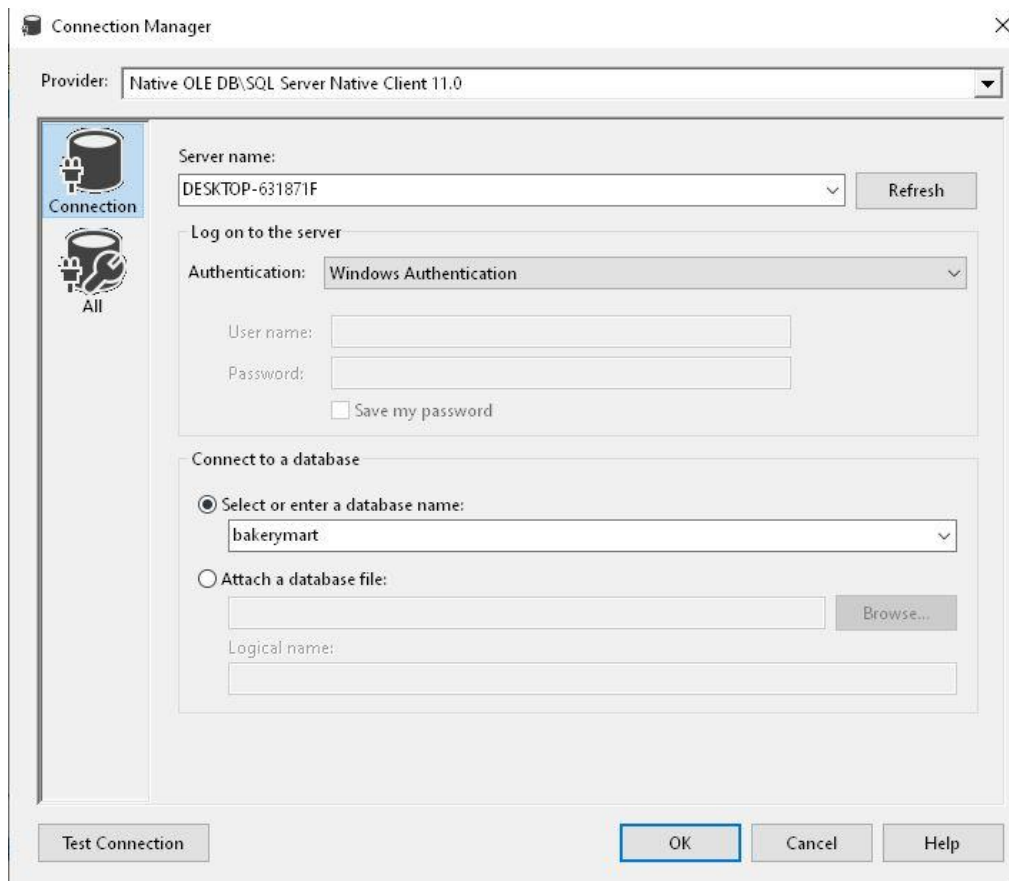 Connection Manager
Provider: Native OLE DB\SQL Server Native Client 11.0
Connection
All
Server name:
DESKTOP-631871F
Refresh
Log on to the server
Authentication: Windows Authentication
User name:
Password:
Save my password
Connect to a database
Select or enter a database name:
bakerymart
Attach a database file:
Browse...
Logical name:
Test Connection
OK
Cancel
Help